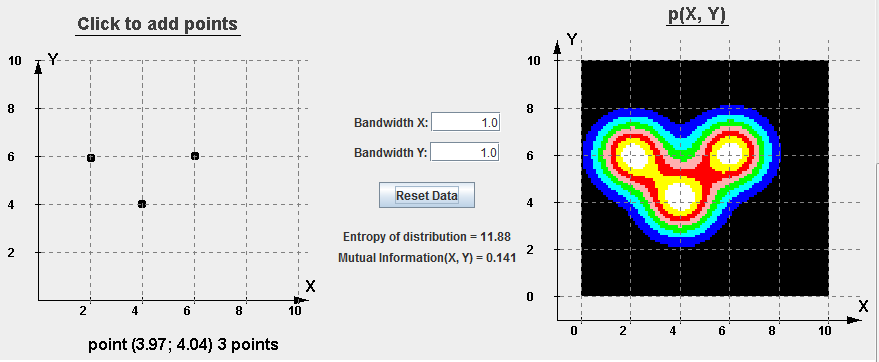 Click to add points
Y
10
8
6
4
2
X
2 4 6 8 10
point (3.97; 4.04) 3 points
Bandwidth X: 1.0
Bandwidth Y: 1.0
Reset Data
Entropy of distribution = 11.88
Mutual Information(X, Y) = 0.141
p(X, Y)
Y
10
8
6
4
2
0
X
0 2 4 6 8 10